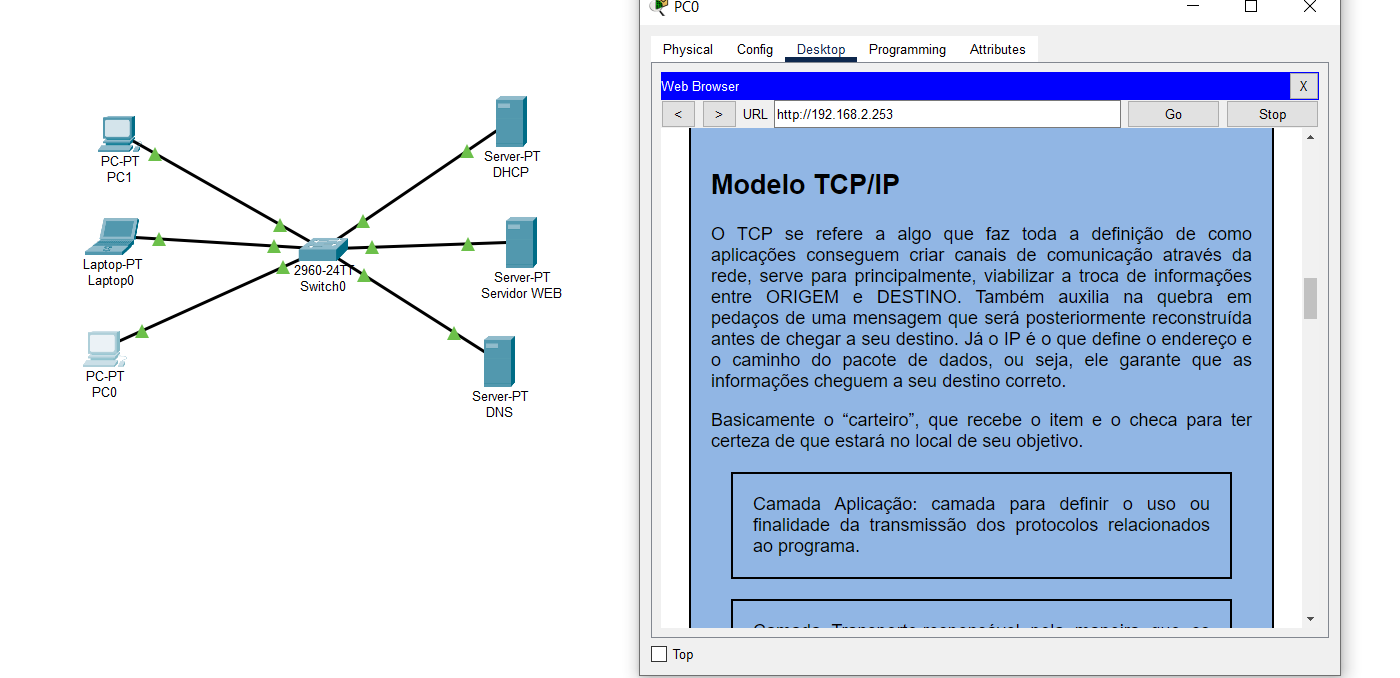 PC-PT
PC1
Laptop-PT
Laptop0
PC-PT
PC0
2960-24TT
Switch0
Server-PT
DHCP
Server-PT
Servidor WEB
Server-PT
DNS
PC0
Physical Config Desktop Programming Attributes
Web Browser X
< > URL http://192.168.2.253 Go Stop
Modelo TCP/IP
O TCP se refere a algo que faz toda a definição de como
aplicações conseguem criar canais de comunicação através da
rede, serve para principalmente, viabilizar a troca de informações
entre ORIGEM e DESTINO. Também auxilia na quebra em
pedaços de uma mensagem que será posteriormente reconstruída
antes de chegar a seu destino. Já o IP é o que define o endereço e
o caminho do pacote de dados, ou seja, ele garante que as
informações cheguem a seu destino correto.
Basicamente o “carteiro”, que recebe o item e o checa para ter
certeza de que estará no local de seu objetivo.
Camada Aplicação: camada para definir o uso ou
finalidade da transmissão dos protocolos relacionados
ao programa.
Camada Transporte:responsável pela maneira que os
Top